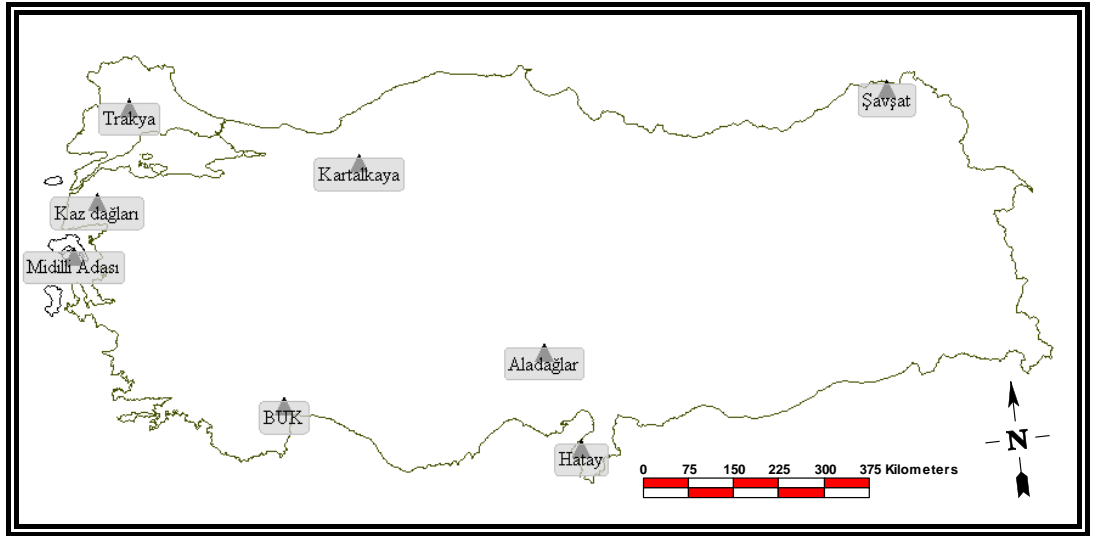 Şavşat
Trakya
Kartalkaya
Kaz dağları
Midilli Adası
Aladağlar
BUK
Hatay
0 75 150 225 300 375 Kilometers
N